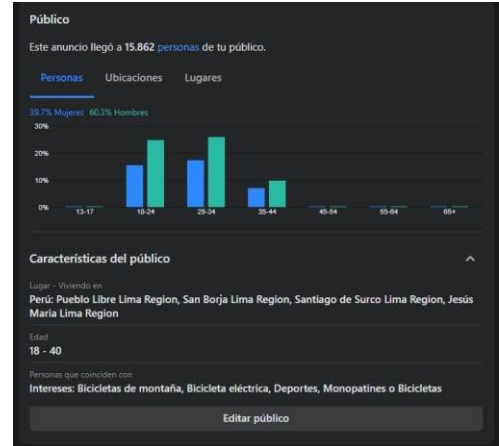 Público
Este anuncio llegó a 15.862 personas de tu público.
Personas Ubicaciones Lugares
39.7% Mujeres 60.3% Hombres
30%
20%
10%
0%
13-17 18-24 25-34 35-44 45-54 55-64 65+
Características del público
Lugar - Viviendo en
Perú: Pueblo Libre Lima Region, San Borja Lima Region, Santiago de Surco Lima Region, Jesús
Maria Lima Region
Edad
18 - 40
Personas que coinciden con
Intereses: Bicicletas de montaña, Bicicleta eléctrica, Deportes, Monopatines o Bicicletas
Editar público